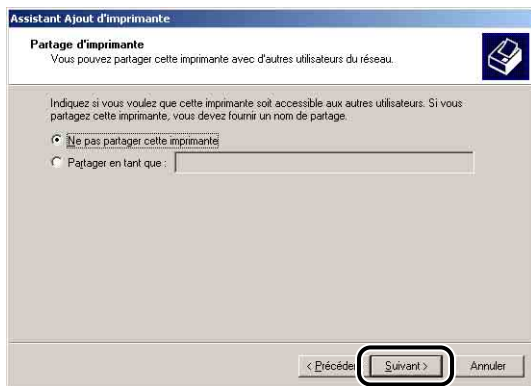 Assistant Ajout d'imprimante
Partage d'imprimante
Vous pouvez partager cette imprimante avec d'autres utilisateurs du réseau.
Indiquez si vous voulez que cette imprimante soit accessible aux autres utilisateurs. Si vous
partagez cette imprimante, vous devez fournir un nom de partage.
Ne pas partager cette imprimante
Partager en tant que :
< Précéder Suivant > Annuler